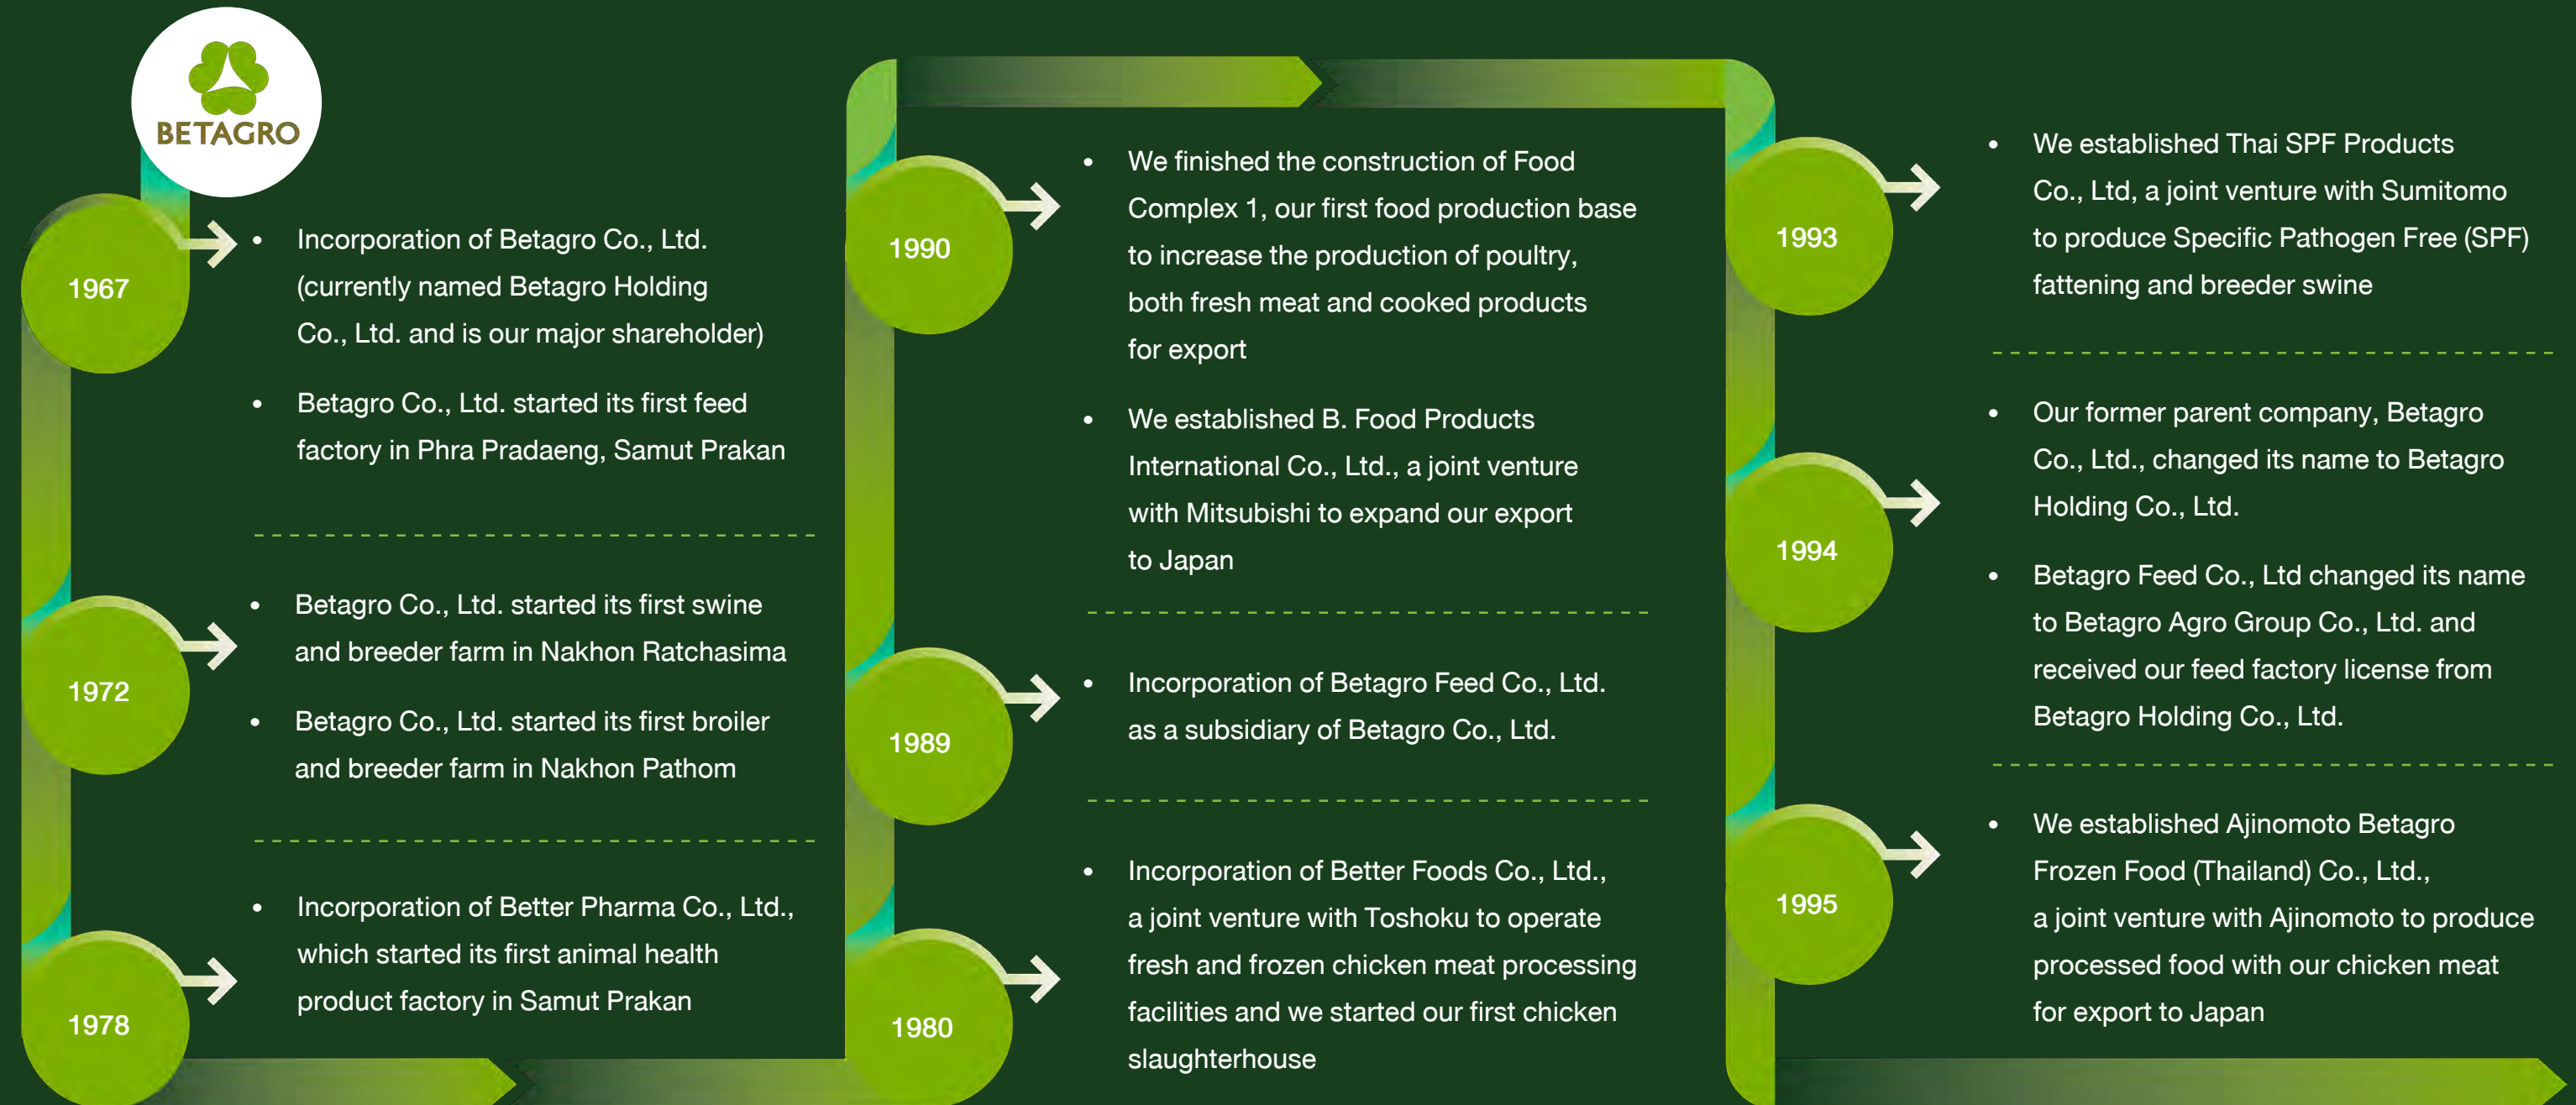 BETAGRO
1967
• Incorporation of Betagro Co., Ltd.
(currently named Betagro Holding
Co., Ltd. and is our major shareholder)
• Betagro Co., Ltd. started its first feed
factory in Phra Pradaeng, Samut Prakan
1972
• Betagro Co., Ltd. started its first swine
and breeder farm in Nakhon Ratchasima
• Betagro Co., Ltd. started its first broiler
and breeder farm in Nakhon Pathom
1978
• Incorporation of Better Pharma Co., Ltd.,
which started its first animal health
product factory in Samut Prakan
1990
• We finished the construction of Food
Complex 1, our first food production base
to increase the production of poultry,
both fresh meat and cooked products
for export
• We established B. Food Products
International Co., Ltd., a joint venture
with Mitsubishi to expand our export
to Japan
1989
• Incorporation of Betagro Feed Co., Ltd.
as a subsidiary of Betagro Co., Ltd.
1980
• Incorporation of Better Foods Co., Ltd.,
a joint venture with Toshoku to operate
fresh and frozen chicken meat processing
facilities and we started our first chicken
slaughterhouse
1993
• We established Thai SPF Products
Co., Ltd, a joint venture with Sumitomo
to produce Specific Pathogen Free (SPF)
fattening and breeder swine
1994
• Our former parent company, Betagro
Co., Ltd., changed its name to Betagro
Holding Co., Ltd.
• Betagro Feed Co., Ltd changed its name
to Betagro Agro Group Co., Ltd. and
received our feed factory license from
Betagro Holding Co., Ltd.
1995
• We established Ajinomoto Betagro
Frozen Food (Thailand) Co., Ltd.,
a joint venture with Ajinomoto to produce
processed food with our chicken meat
for export to Japan